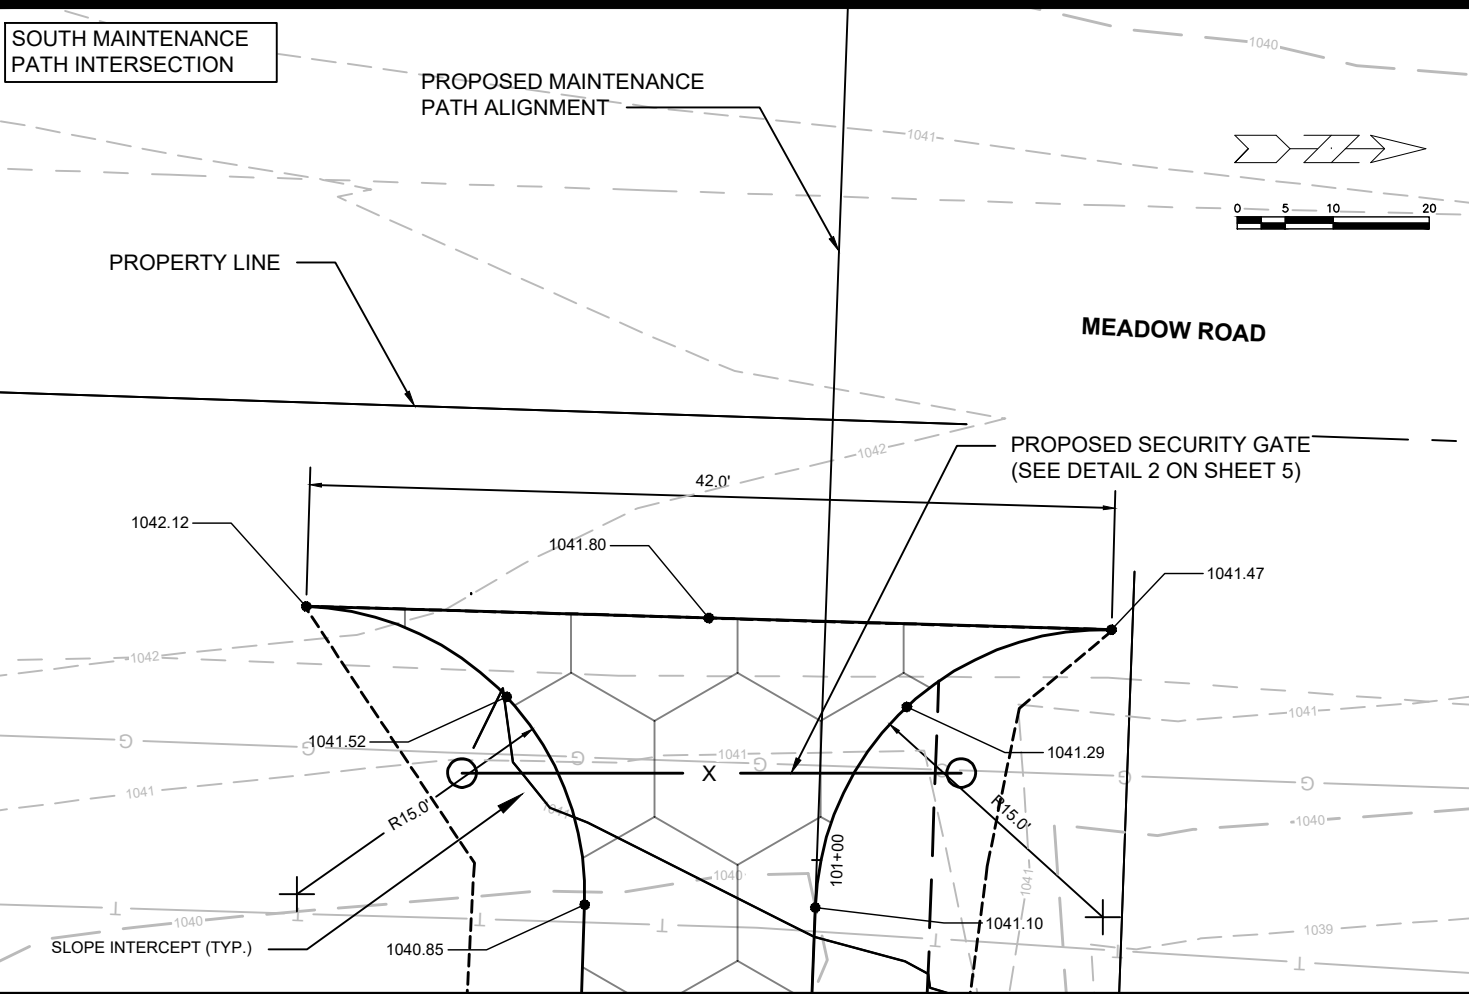 SOUTH MAINTENANCE
PATH INTERSECTION
PROPOSED MAINTENANCE
PATH ALIGNMENT
1040
1041
0 5 10 20
PROPERTY LINE
MEADOW ROAD
PROPOSED SECURITY GATE
(SEE DETAIL 2 ON SHEET 5)
1042
42.0'
1042.12
1041.80
1041.47
1042
1041
1041.52
G
G
G
1041
G
X
1041.29
G
G
G
1041
R15.0'
R15.0'
1040
101+00
1040
1041
1040
T
T
T
T
T
T
T
SLOPE INTERCEPT (TYP.)
1040.85
1041.10
1039